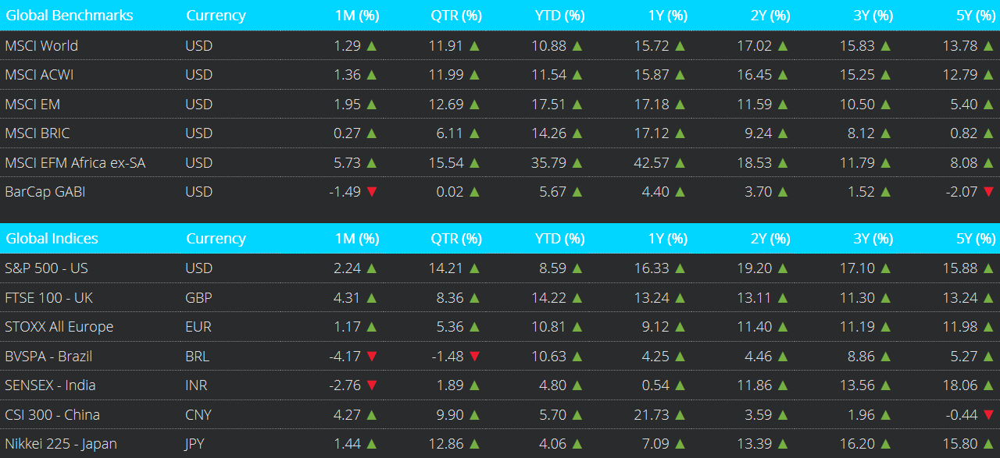 Global Benchmarks Currency 1M (%) QTR (%) YTD (%) 1Y (%) 2Y (%) 3Y (%) 5Y (%)
MSCI World USD 1.29 ▲ 11.91 ▲ 10.88 ▲ 15.72 ▲ 17.02 ▲ 15.83 ▲ 13.78 ▲
MSCI ACWI USD 1.36 ▲ 11.99 ▲ 11.54 ▲ 15.87 ▲ 16.45 ▲ 15.25 ▲ 12.79 ▲
MSCI EM USD 1.95 ▲ 12.69 ▲ 17.51 ▲ 17.18 ▲ 11.59 ▲ 10.50 ▲ 5.40 ▲
MSCI BRIC USD 0.27 ▲ 6.11 ▲ 14.26 ▲ 17.12 ▲ 9.24 ▲ 8.12 ▲ 0.82 ▲
MSCI EFM Africa ex-SA USD 5.73 ▲ 15.54 ▲ 35.79 ▲ 42.57 ▲ 18.53 ▲ 11.79 ▲ 8.08 ▲
BarCap GABI USD -1.49 ▼ 0.02 ▲ 5.67 ▲ 4.40 ▲ 3.70 ▲ 1.52 ▲ -2.07 ▼
Global Indices Currency 1M (%) QTR (%) YTD (%) 1Y (%) 2Y (%) 3Y (%) 5Y (%)
S&P 500 - US USD 2.24 ▲ 14.21 ▲ 8.59 ▲ 16.33 ▲ 19.20 ▲ 17.10 ▲ 15.88 ▲
FTSE 100 - UK GBP 4.31 ▲ 8.36 ▲ 14.22 ▲ 13.24 ▲ 13.11 ▲ 11.30 ▲ 13.24 ▲
STOXX All Europe EUR 1.17 ▲ 5.36 ▲ 10.81 ▲ 9.12 ▲ 11.40 ▲ 11.19 ▲ 11.98 ▲
BVSPA - Brazil BRL -4.17 ▼ -1.48 ▼ 10.63 ▲ 4.25 ▲ 4.46 ▲ 8.86 ▲ 5.27 ▲
SENSEX - India INR -2.76 ▼ 1.89 ▲ 4.80 ▲ 0.54 ▲ 11.86 ▲ 13.56 ▲ 18.06 ▲
CSI 300 - China CNY 4.27 ▲ 9.90 ▲ 5.70 ▲ 21.73 ▲ 3.59 ▲ 1.96 ▲ -0.44 ▼
Nikkei 225 - Japan JPY 1.44 ▲ 12.86 ▲ 4.06 ▲ 7.09 ▲ 13.39 ▲ 16.20 ▲ 15.80 ▲